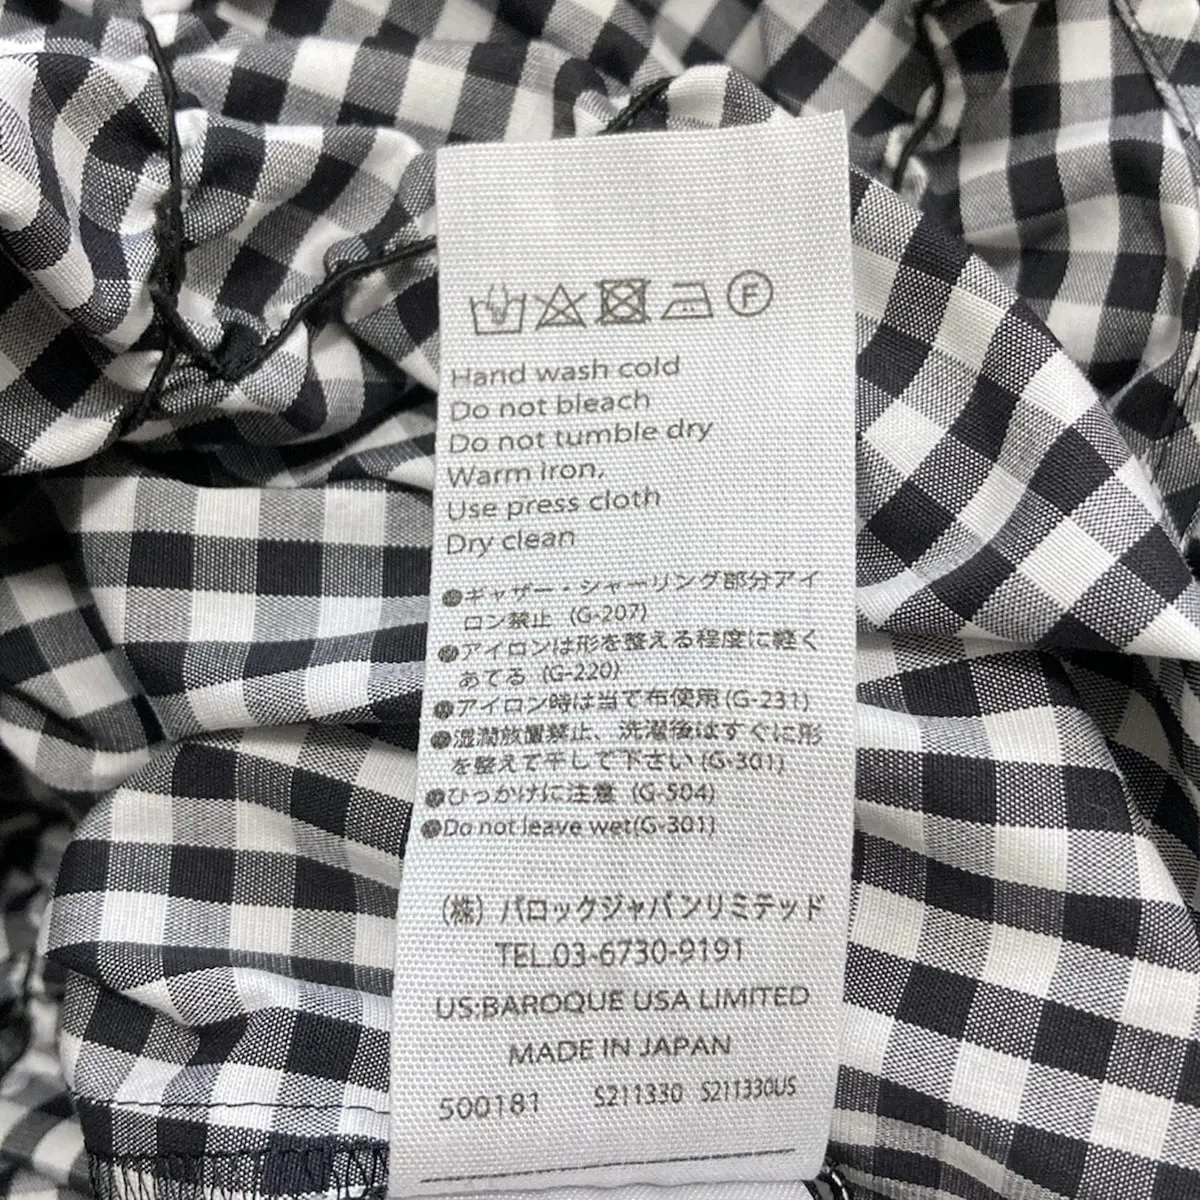 F
Hand wash cold
Do not bleach
Do not tumble dry
Warm iron,
Use press cloth
Dry clean
●ギャザー・シャーリング部分アイ
ロン禁止 (G-207)
●アイロンは形を整える程度に軽く
あてる (G-220)
●アイロン時は当て布使用(G-231)
●湿潤放置禁止、洗濯後はすぐに形
を整えて干して下さい(G-301)
●ひっかけに注意 (G-504)
●Do not leave wet(G-301)
(株) バロックジャパンリミテッド
TEL.03-6730-9191
US:BAROQUE USA LIMITED
MADE IN JAPAN
500181 S211330 S211330US